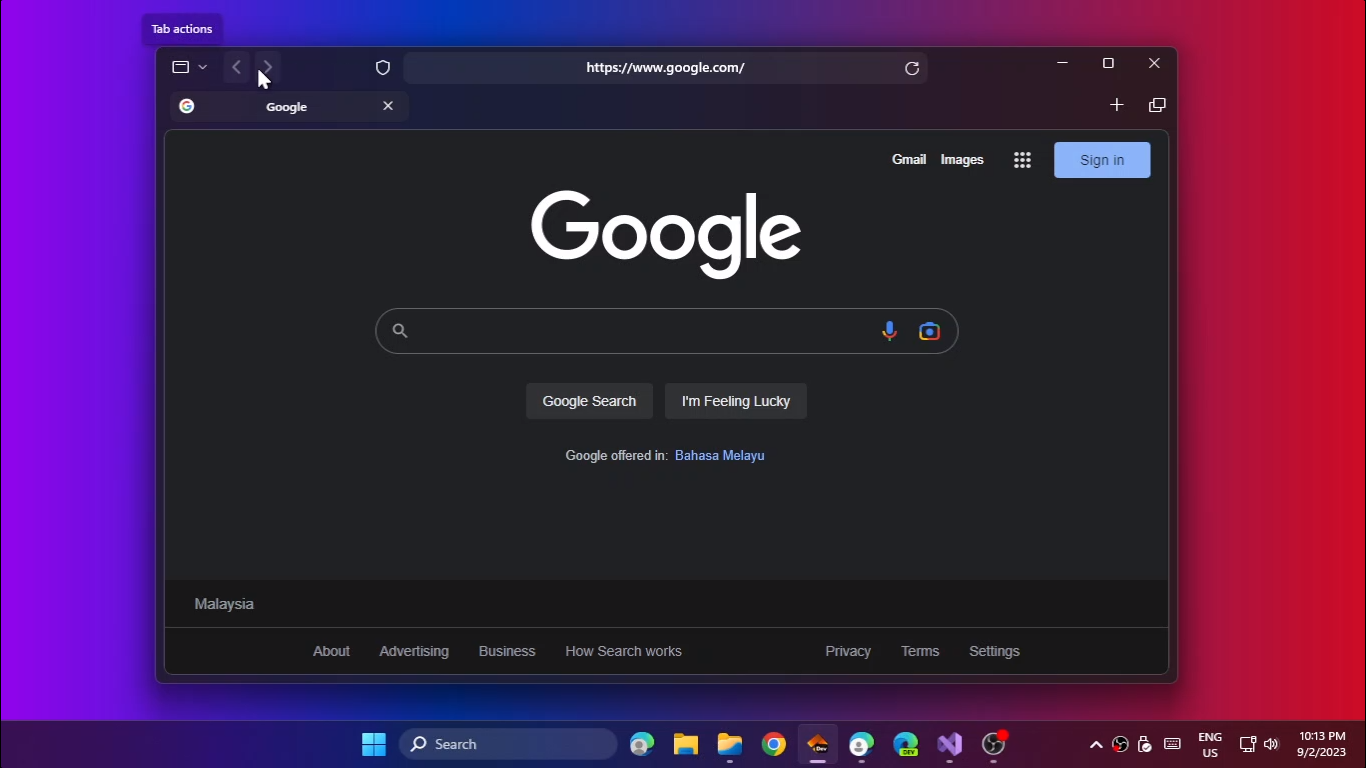 Tab actions
https://www.google.com/
Google
Gmail Images Sign in
Google
Google Search I'm Feeling Lucky
Google offered in: Bahasa Melayu
Malaysia
About Advertising Business How Search works Privacy Terms Settings
Search Dev DEV ENG US 10:13 PM 9/2/2023